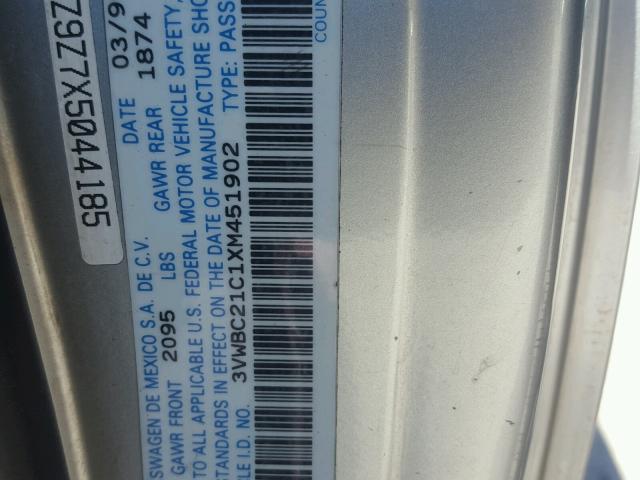 Z9Z7X5044185
SWAGEN DE MEXICO S.A. DE C.V. DATE 03/9
GAWR FRONT 2095 LBS GAWR REAR 1874
TO ALL APPLICABLE U.S. FEDERAL MOTOR VEHICLE SAFETY,
STANDARDS IN EFFECT ON THE DATE OF MANUFACTURE SHO
LE I.D. NO. 3VWBC21C1XM451902 TYPE: PASS
COUN